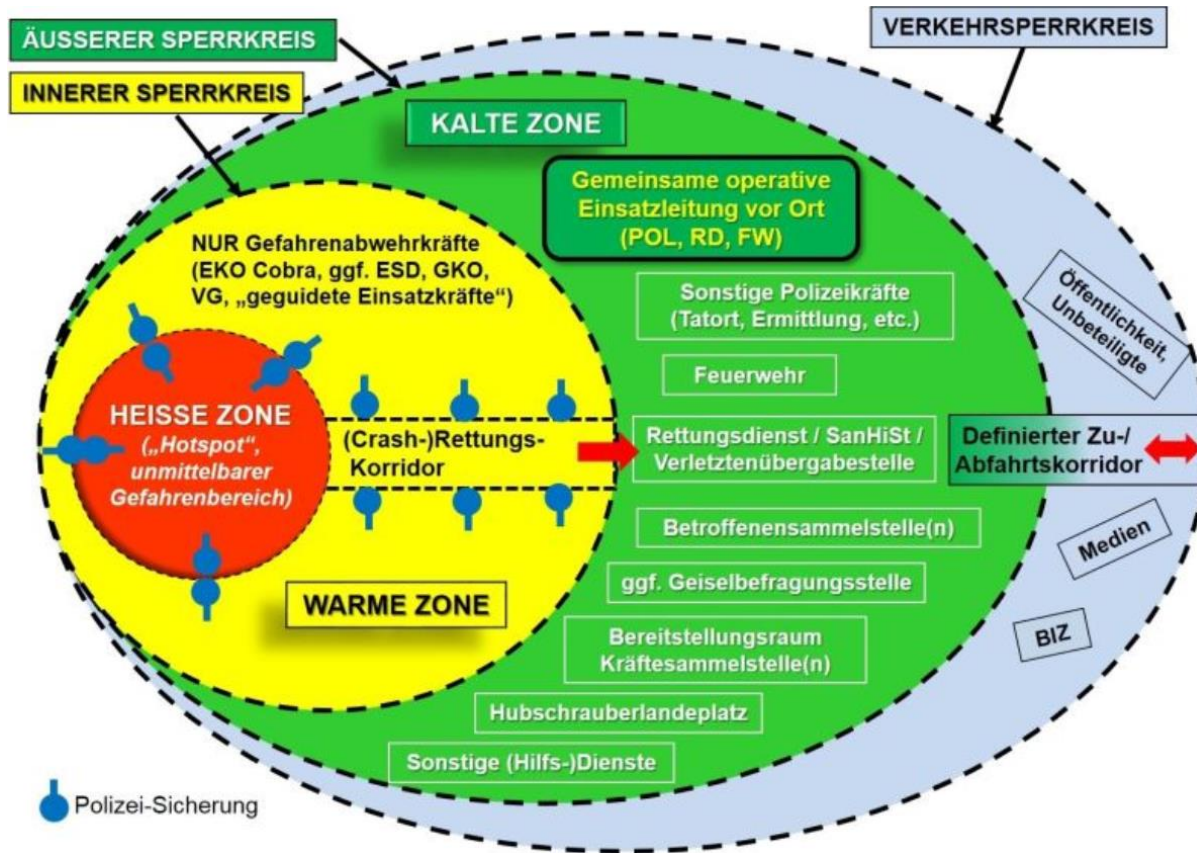 ÄUSSERER SPERRKREIS
VERKEHRSPERRKREIS
INNERER SPERRKREIS
KALTE ZONE
Gemeinsame operative
Einsatzleitung vor Ort
(POL, RD, FW)
NUR Gefahrenabwehrkräfte
(EKO Cobra, ggf. ESD, GKO,
VG, „geguidete Einsatzkräfte“)
Sonstige Polizeikräfte
(Tatort, Ermittlung, etc.)
Öffentlichkeit,
Unbeteiligte
Feuerwehr
HEISSE ZONE
(„Hotspot“,
unmittelbarer
Gefahrenbereich)
(Crash-)Rettungs-
Korridor
Rettungsdienst / SanHiSt /
Verletztenübergabestelle
Definierter Zu-/
Abfahrtskorridor
Betroffenensammelstelle(n)
Medien
ggf. Geiselbefragungsstelle
WARME ZONE
Bereitstellungsraum
Kräftesammelstelle(n)
BIZ
Hubschrauberlandeplatz
Sonstige (Hilfs-)Dienste
Polizei-Sicherung